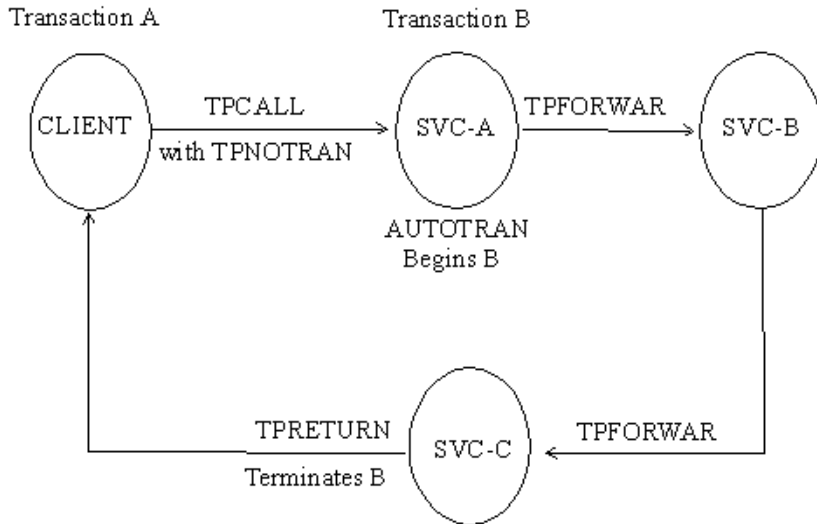 Transaction A
Transaction B
CLIENT
TPCALL
with TPNOTRAN
SVC-A
TPFORWAR
SVC-B
AUTOTRAN
Begins B
TPRETURN
Terminates B
SVC-C
TPFORWAR